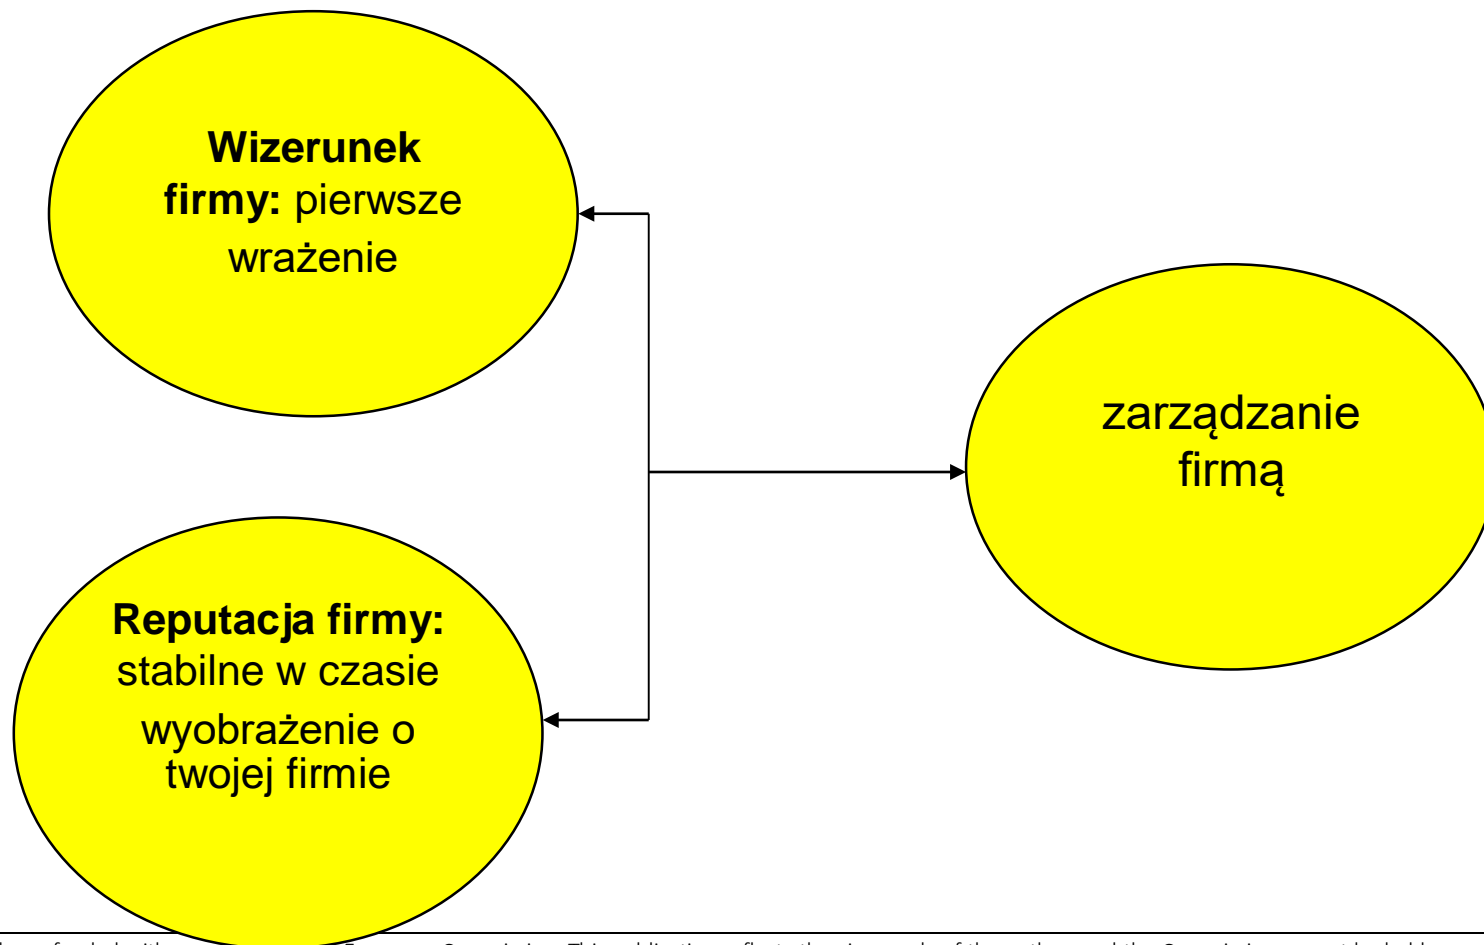 Wizerunek
firmy: pierwsze
wrażenie
zarządzanie
firmą
Reputacja firmy:
stabilne w czasie
wyobrażenie o
twojej firmie